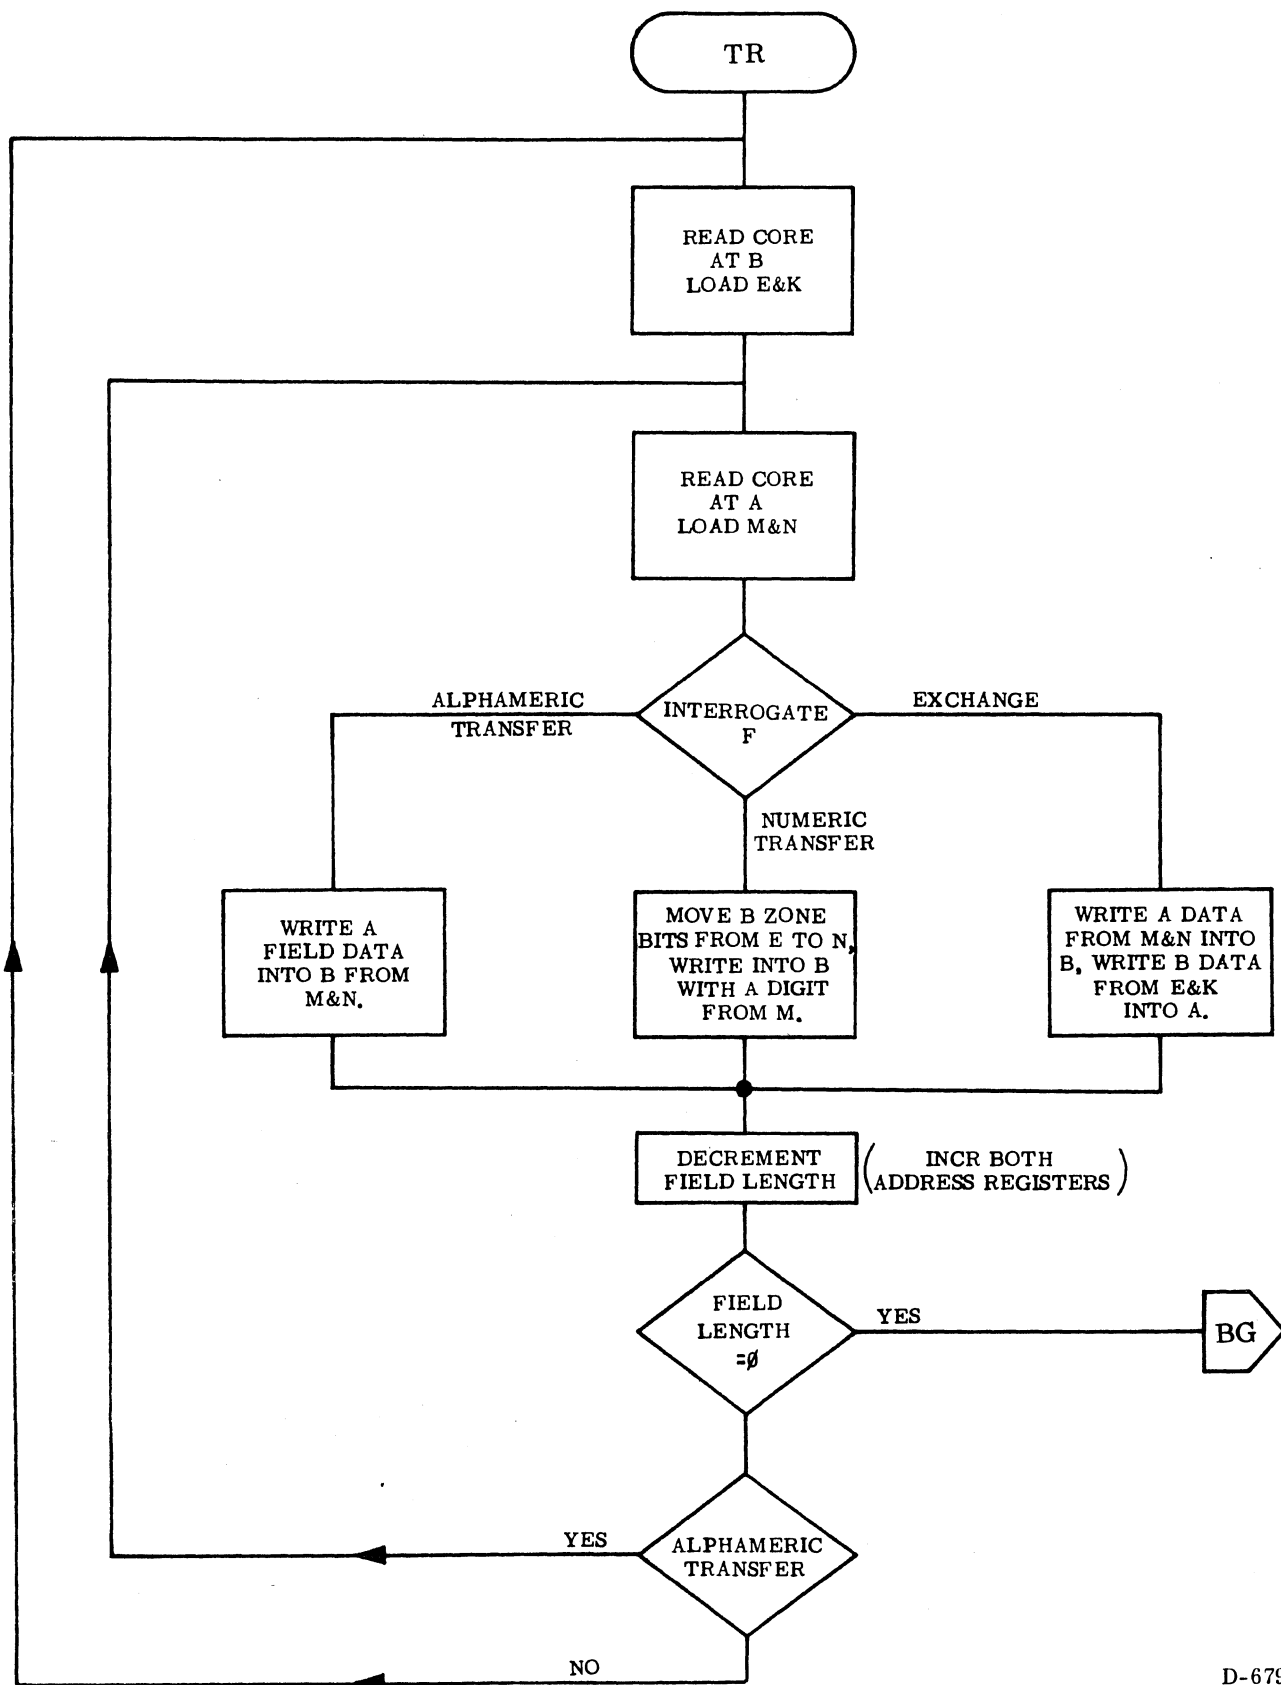 TR
READ CORE
AT B
LOAD E&K
READ CORE
AT A
LOAD M&N
ALPHAMERIC
TRANSFER
INTERROGATE
F
EXCHANGE
NUMERIC
TRANSFER
WRITE A
FIELD DATA
INTO B FROM
M&N.
MOVE B ZONE
BITS FROM E TO N,
WRITE INTO B
WITH A DIGIT
FROM M.
WRITE A DATA
FROM M&N INTO
B, WRITE B DATA
FROM E&K
INTO A.
DECREMENT
FIELD LENGTH
(INCR BOTH
ADDRESS REGISTERS)
FIELD
LENGTH
=Ø
YES
BG
YES
ALPHAMERIC
TRANSFER
NO
D-679